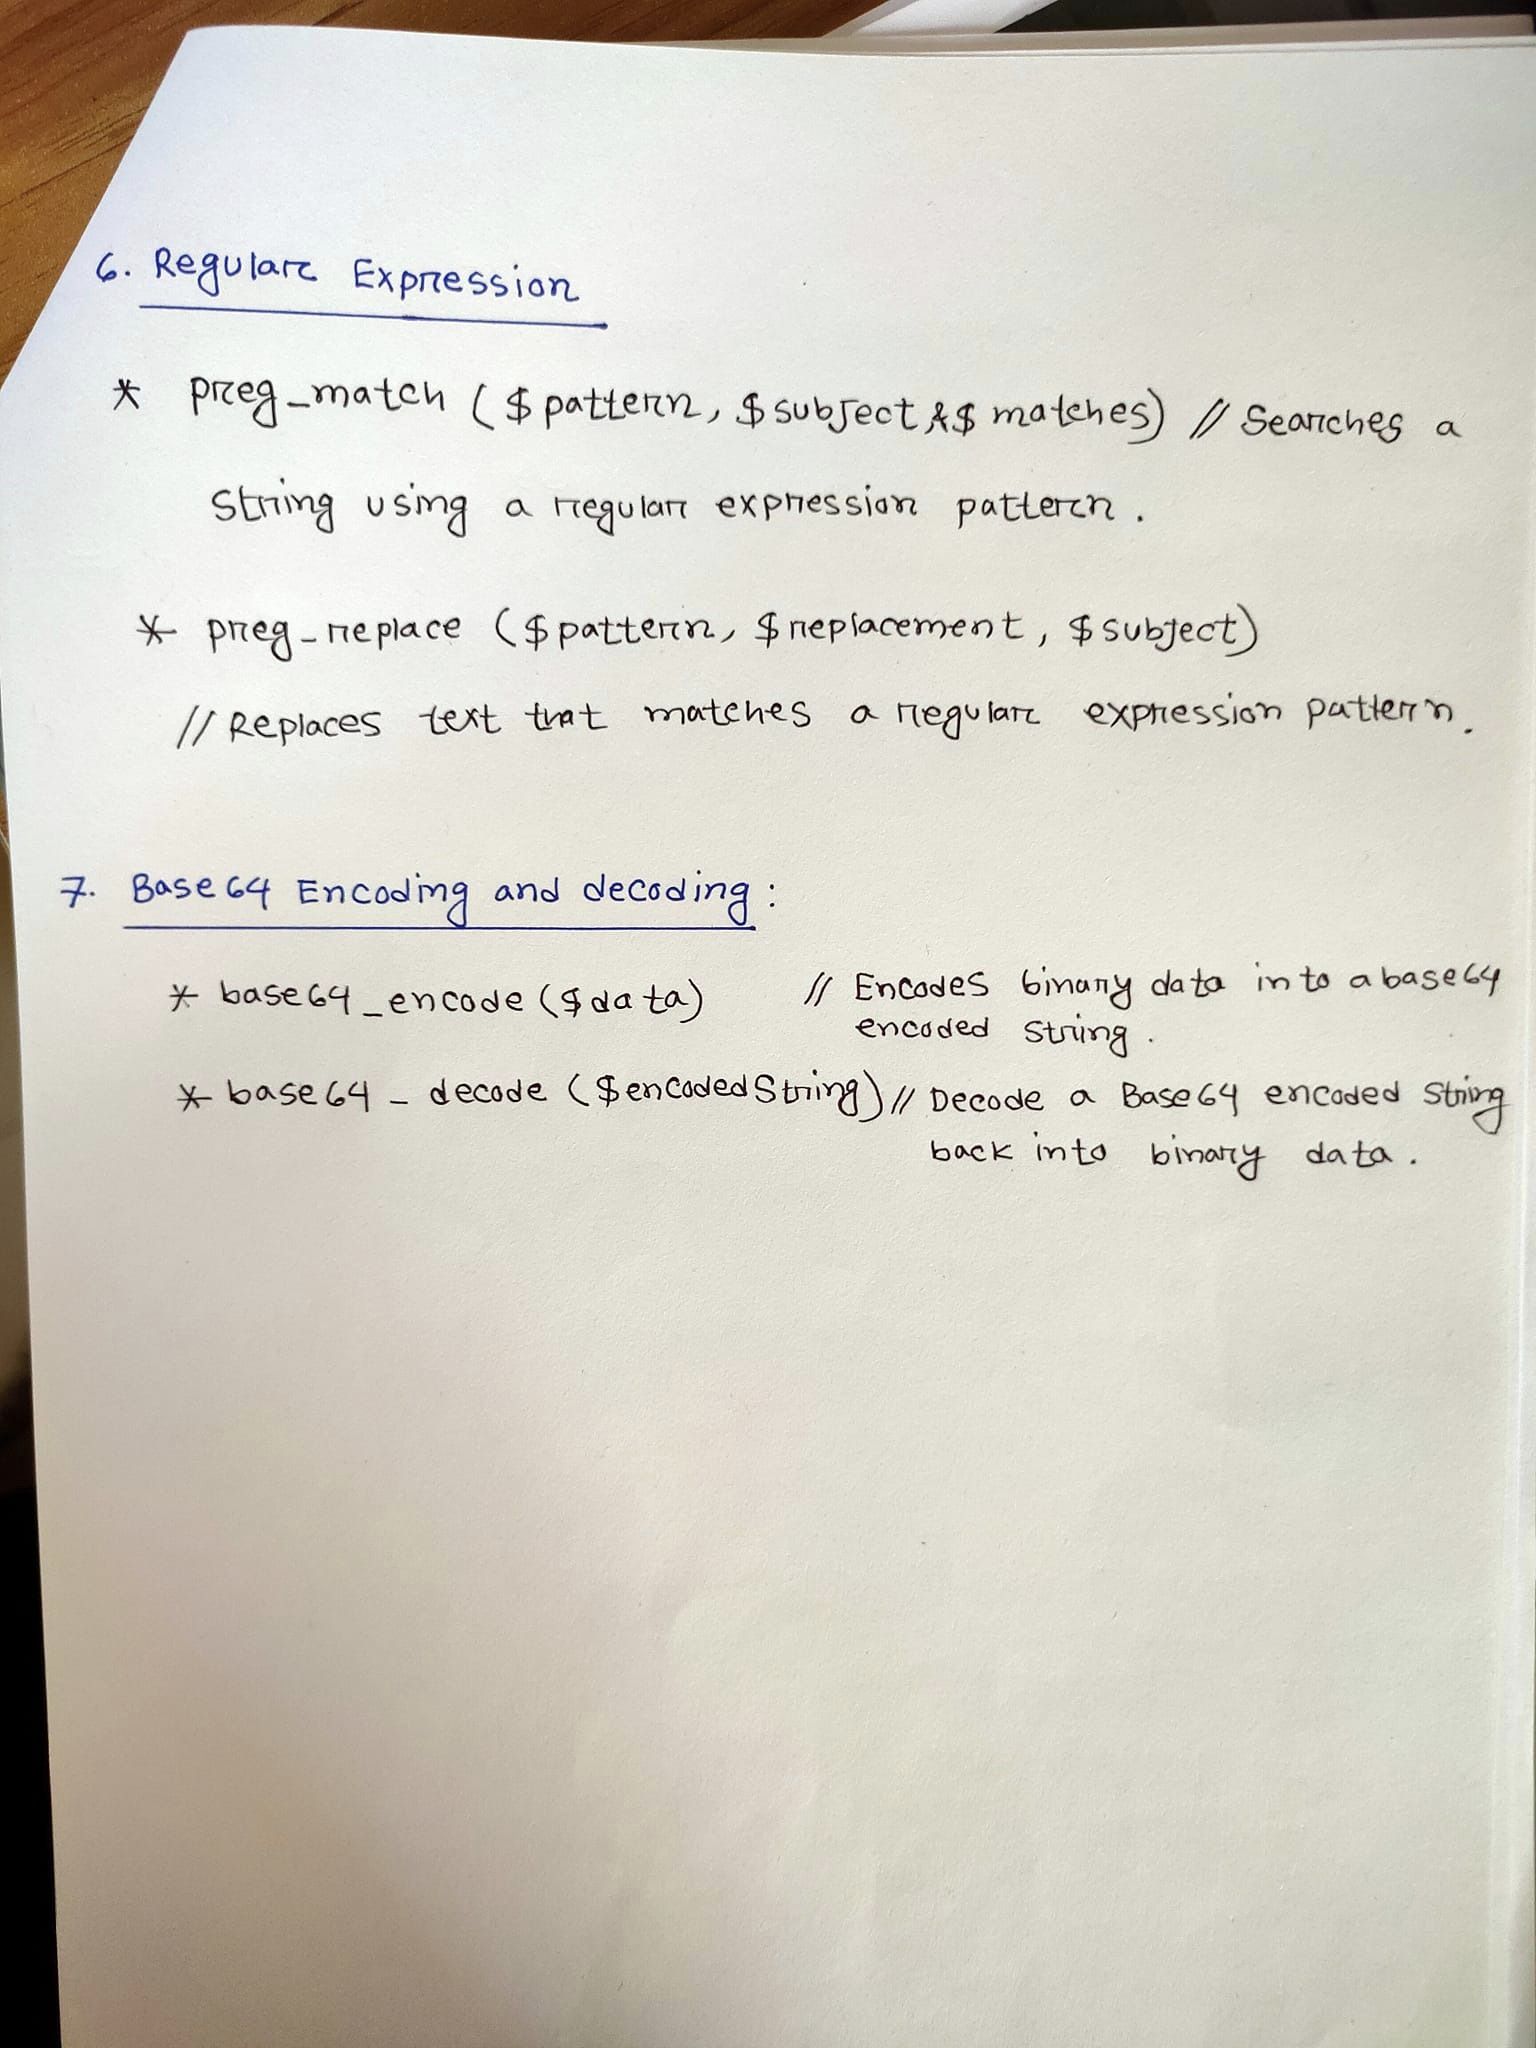 6. Regular Expression
* preg_match ($pattern, $subject &$ matches) // Searches a
string using a regular expression pattern.
* preg_replace ($pattern, $replacement, $subject)
// Replaces text that matches a regular expression pattern.
7. Base64 Encoding and decoding:
* base64_encode ($data) // Encodes binary data into a base64
encoded string.
* base64_decode ($encodedString) // Decode a Base64 encoded string
back into binary data.